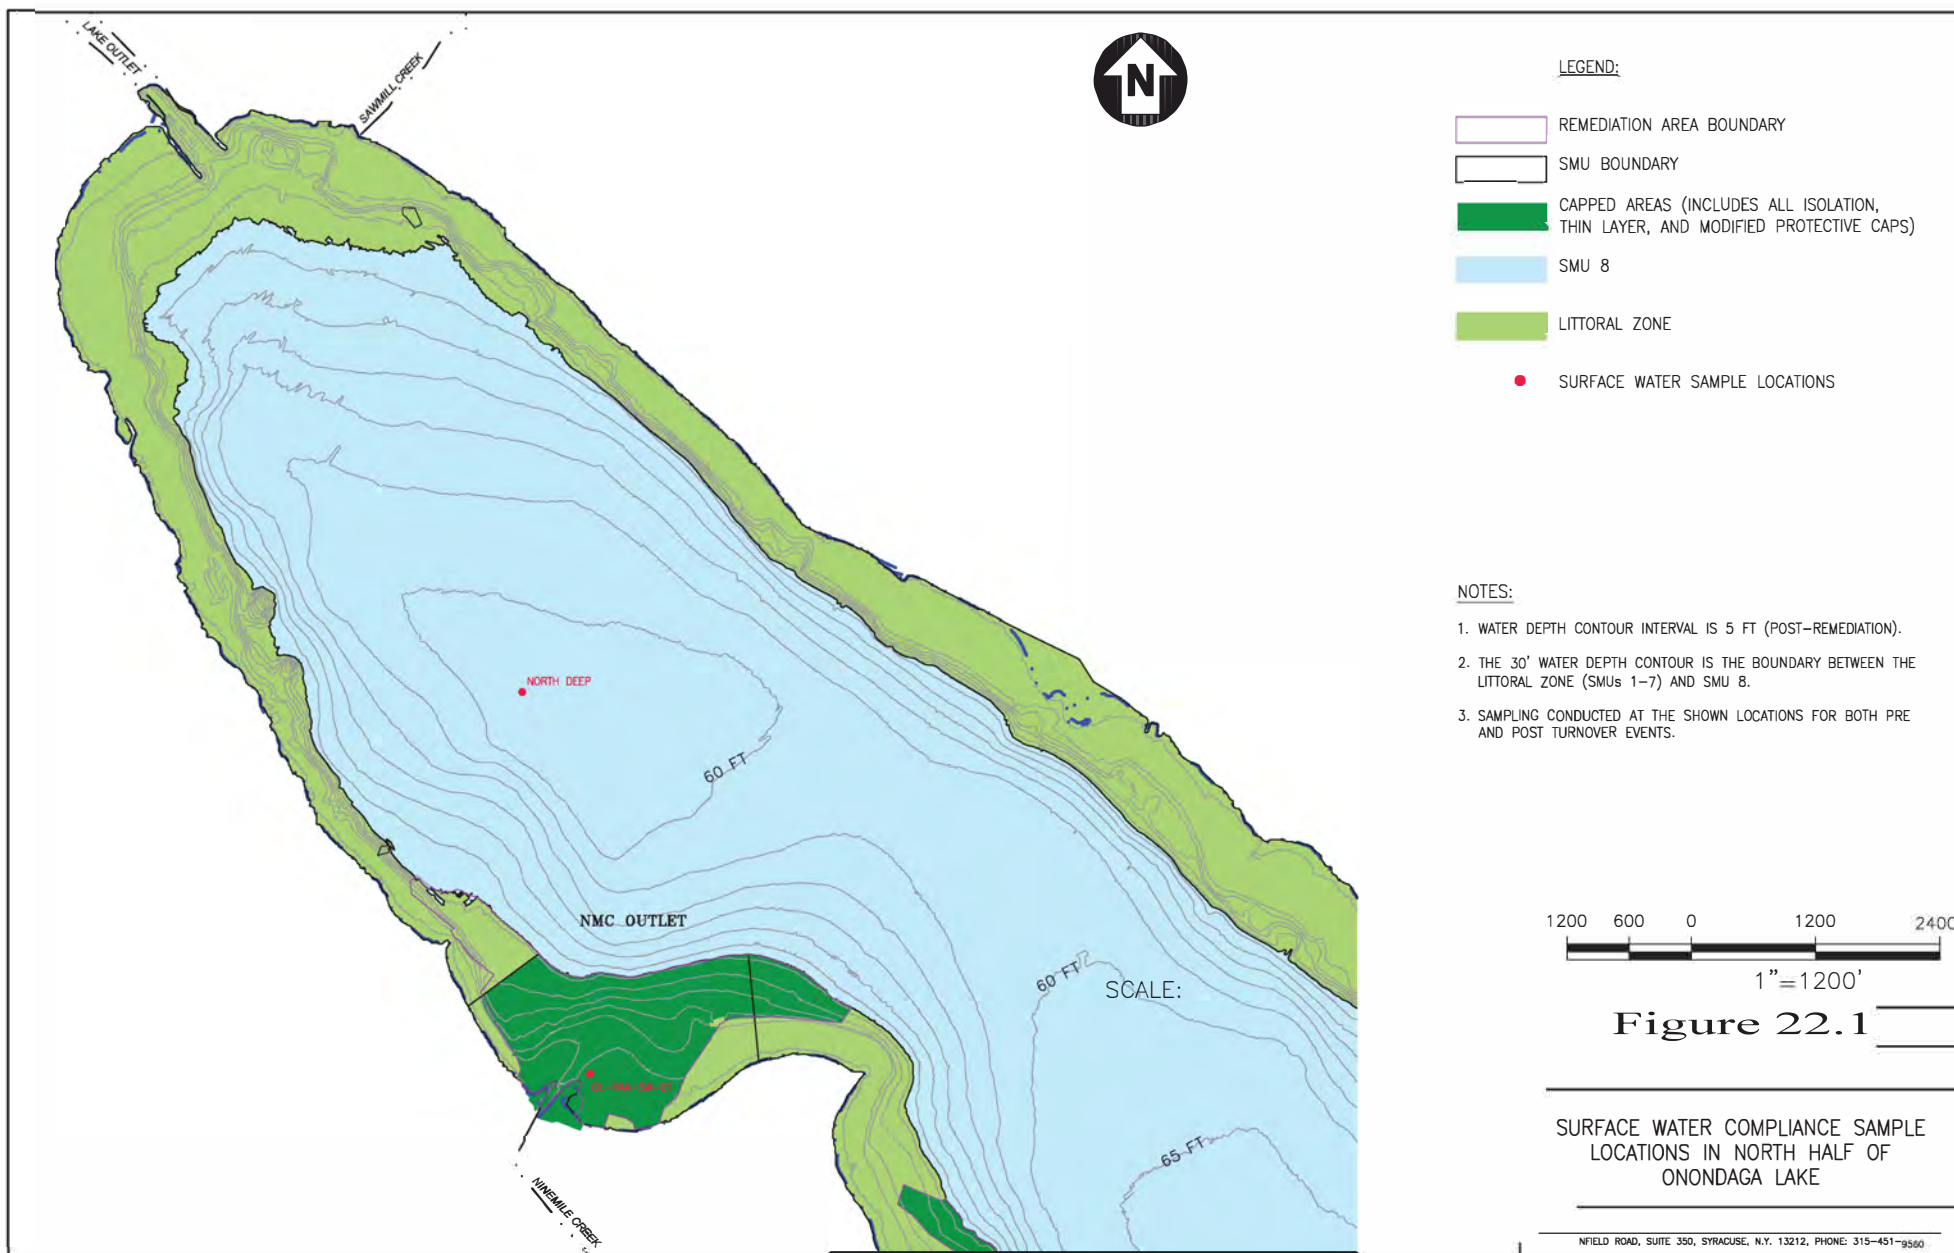 LAKE OUTLET
SAWMILL CREEK
N
LEGEND:
REMEDIATION AREA BOUNDARY
SMU BOUNDARY
CAPPED AREAS (INCLUDES ALL ISOLATION,
THIN LAYER, AND MODIFIED PROTECTIVE CAPS)
SMU 8
LITTORAL ZONE
SURFACE WATER SAMPLE LOCATIONS
NOTES:
1. WATER DEPTH CONTOUR INTERVAL IS 5 FT (POST-REMEDIATION).
2. THE 30' WATER DEPTH CONTOUR IS THE BOUNDARY BETWEEN THE
LITTORAL ZONE (SMUs 1-7) AND SMU 8.
3. SAMPLING CONDUCTED AT THE SHOWN LOCATIONS FOR BOTH PRE
AND POST TURNOVER EVENTS.
NORTH DEEP
60 FT
NMC OUTLET
60 FT
SCALE:
65 FT
NINEMILE CREEK
1200 600 0 1200 2400
1"=1200'
Figure 22.1
SURFACE WATER COMPLIANCE SAMPLE
LOCATIONS IN NORTH HALF OF
ONONDAGA LAKE
NFIELD ROAD, SUITE 350, SYRACUSE, N.Y. 13212, PHONE: 315-451-9560